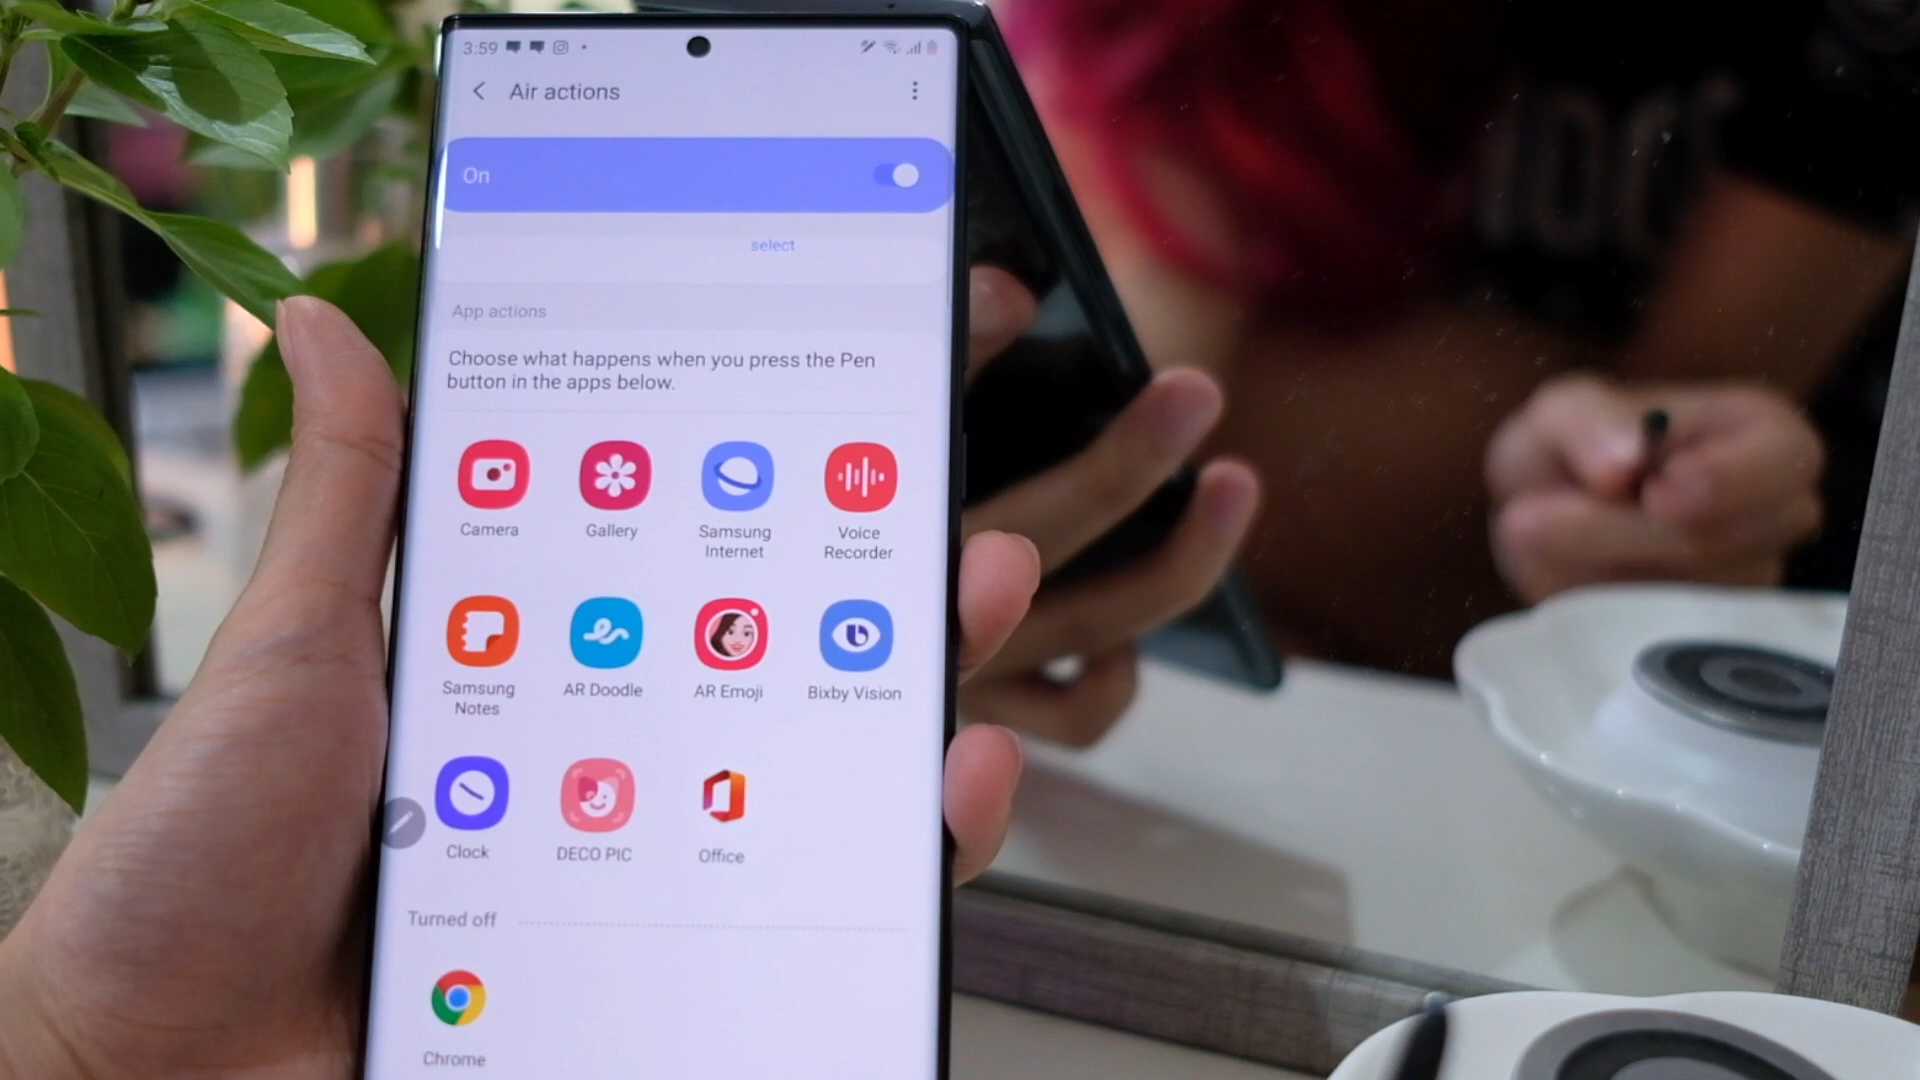 3:59
Air actions
On
select
App actions
Choose what happens when you press the Pen
button in the apps below.
Camera
Gallery
Samsung
Internet
Voice
Recorder
Samsung
Notes
AR Doodle
AR Emoji
Bixby Vision
Clock
DECO PIC
Office
Turned off
Chrome